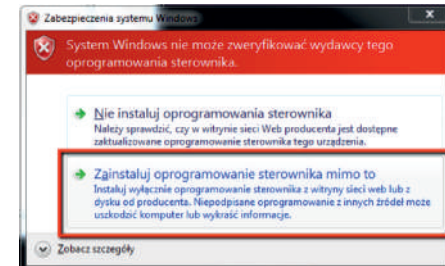 Zabezpieczenia systemu Windows
x
System Windows nie może zweryfikować wydawcy tego
oprogramowania sterownika.
Nie instaluj oprogramowania sterownika
Należy sprawdzić, czy w witrynie sieci Web producenta jest dostępne
zaktualizowane oprogramowanie sterownika tego urządzenia.
Zainstaluj oprogramowanie sterownika mimo to
Instaluj wyłącznie oprogramowanie sterownika z witryny sieci web lub z
dysku od producenta. Niepodpisane oprogramowanie z innych źródeł może
uszkodzić komputer lub wykraść informacje.
Zobacz szczegóły